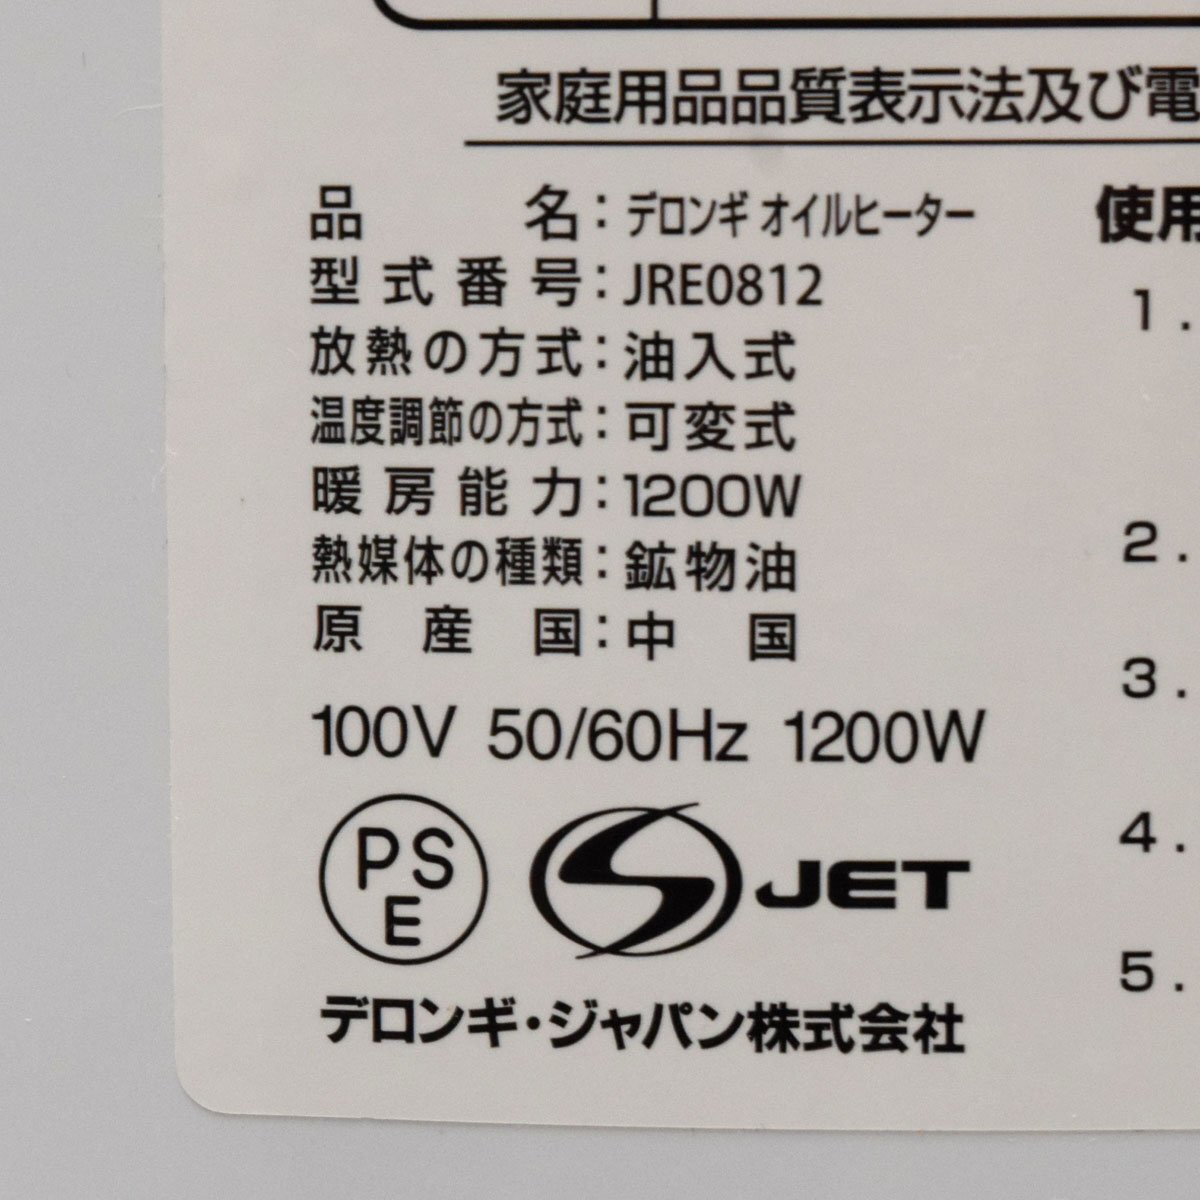 家庭用品品質表示法及び電
品名：デロンギ オイルヒーター
型式番号：JRE0812
放熱の方式：油入式
温度調節の方式：可変式
暖房能力：1200W
熱媒体の種類：鉱物油
原産国：中国
100V 50/60Hz 1200W
PSE
S JET
デロンギ・ジャパン株式会社
使用
1.
2.
3.
4.
5.